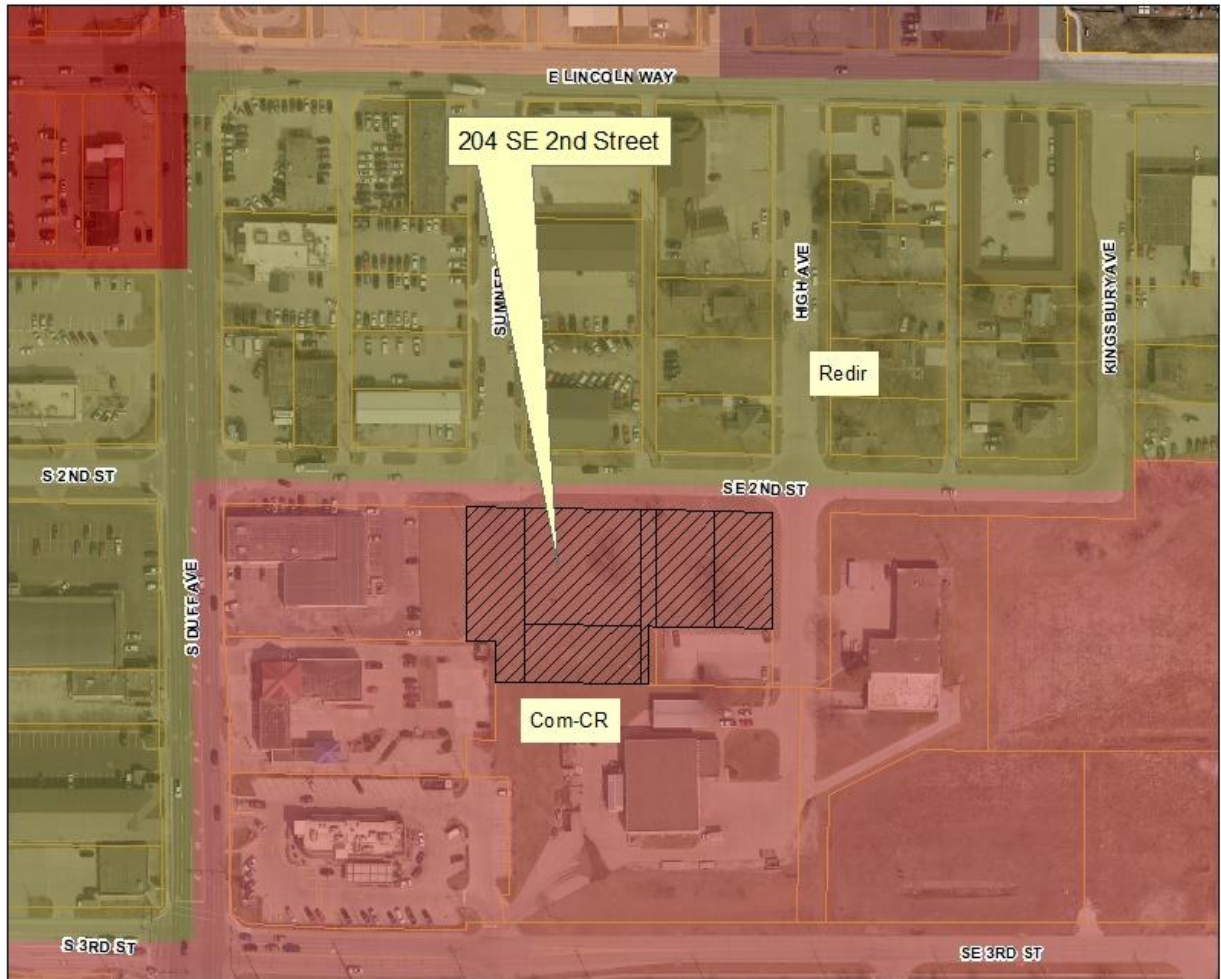 E LINCOLN WAY
204 SE 2nd Street
SUMNER
HIGH AVE
KINGSBURY AVE
Redir
S 2ND ST
SE 2ND ST
S DUFF AVE
Com-CR
S 3RD ST
SE 3RD ST